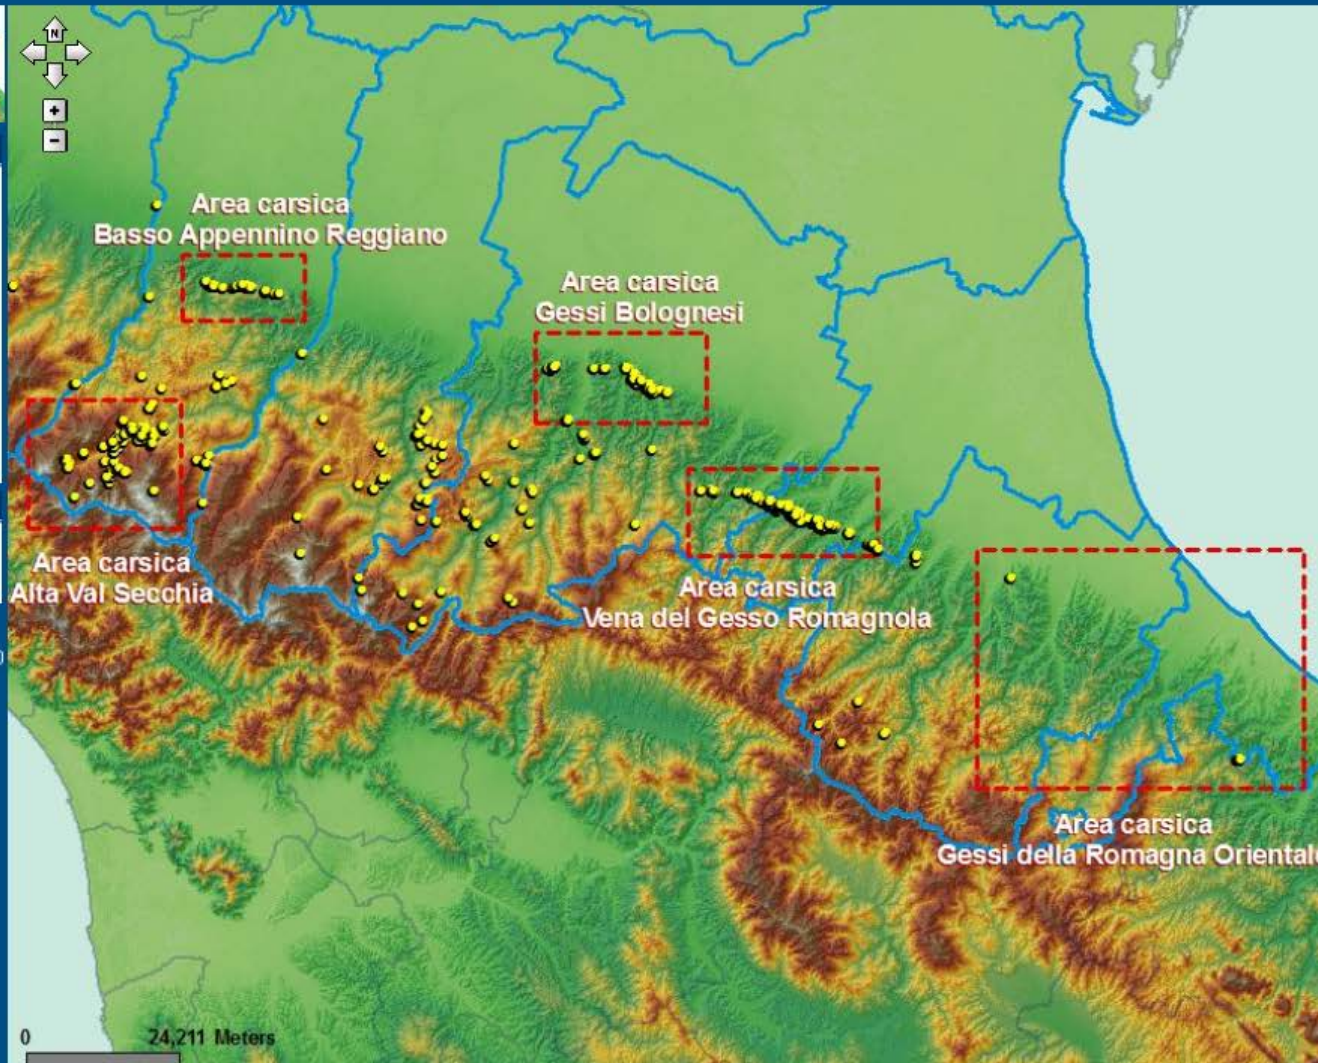 N
+
-
Area carsica
Basso Appennino Reggiano
Area carsica
Gessi Bolognesi
Area carsica
Alta Val Secchia
Area carsica
Vena del Gesso Romagnola
Area carsica
Gessi della Romagna Orientale
0
24,211 Meters